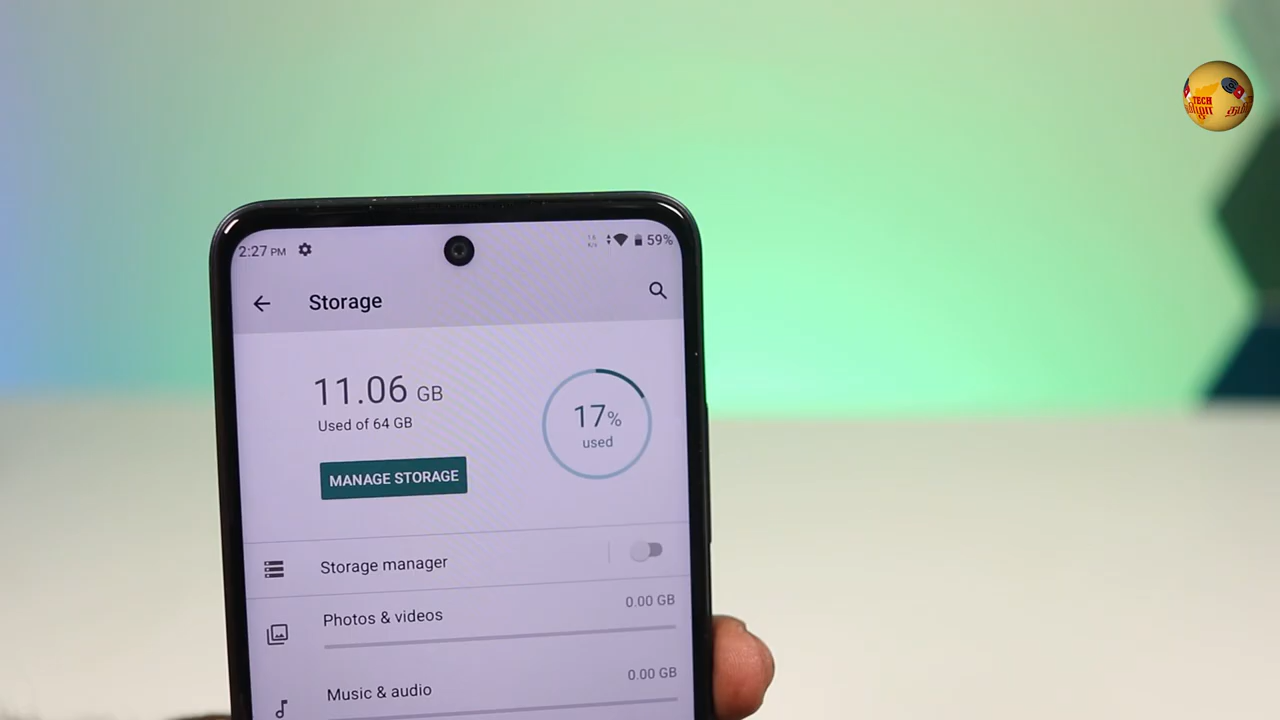 2:27 PM
59%
Storage
11.06 GB
Used of 64 GB
17%
used
MANAGE STORAGE
Storage manager
Photos & videos
0.00 GB
Music & audio
0.00 GB
TECH